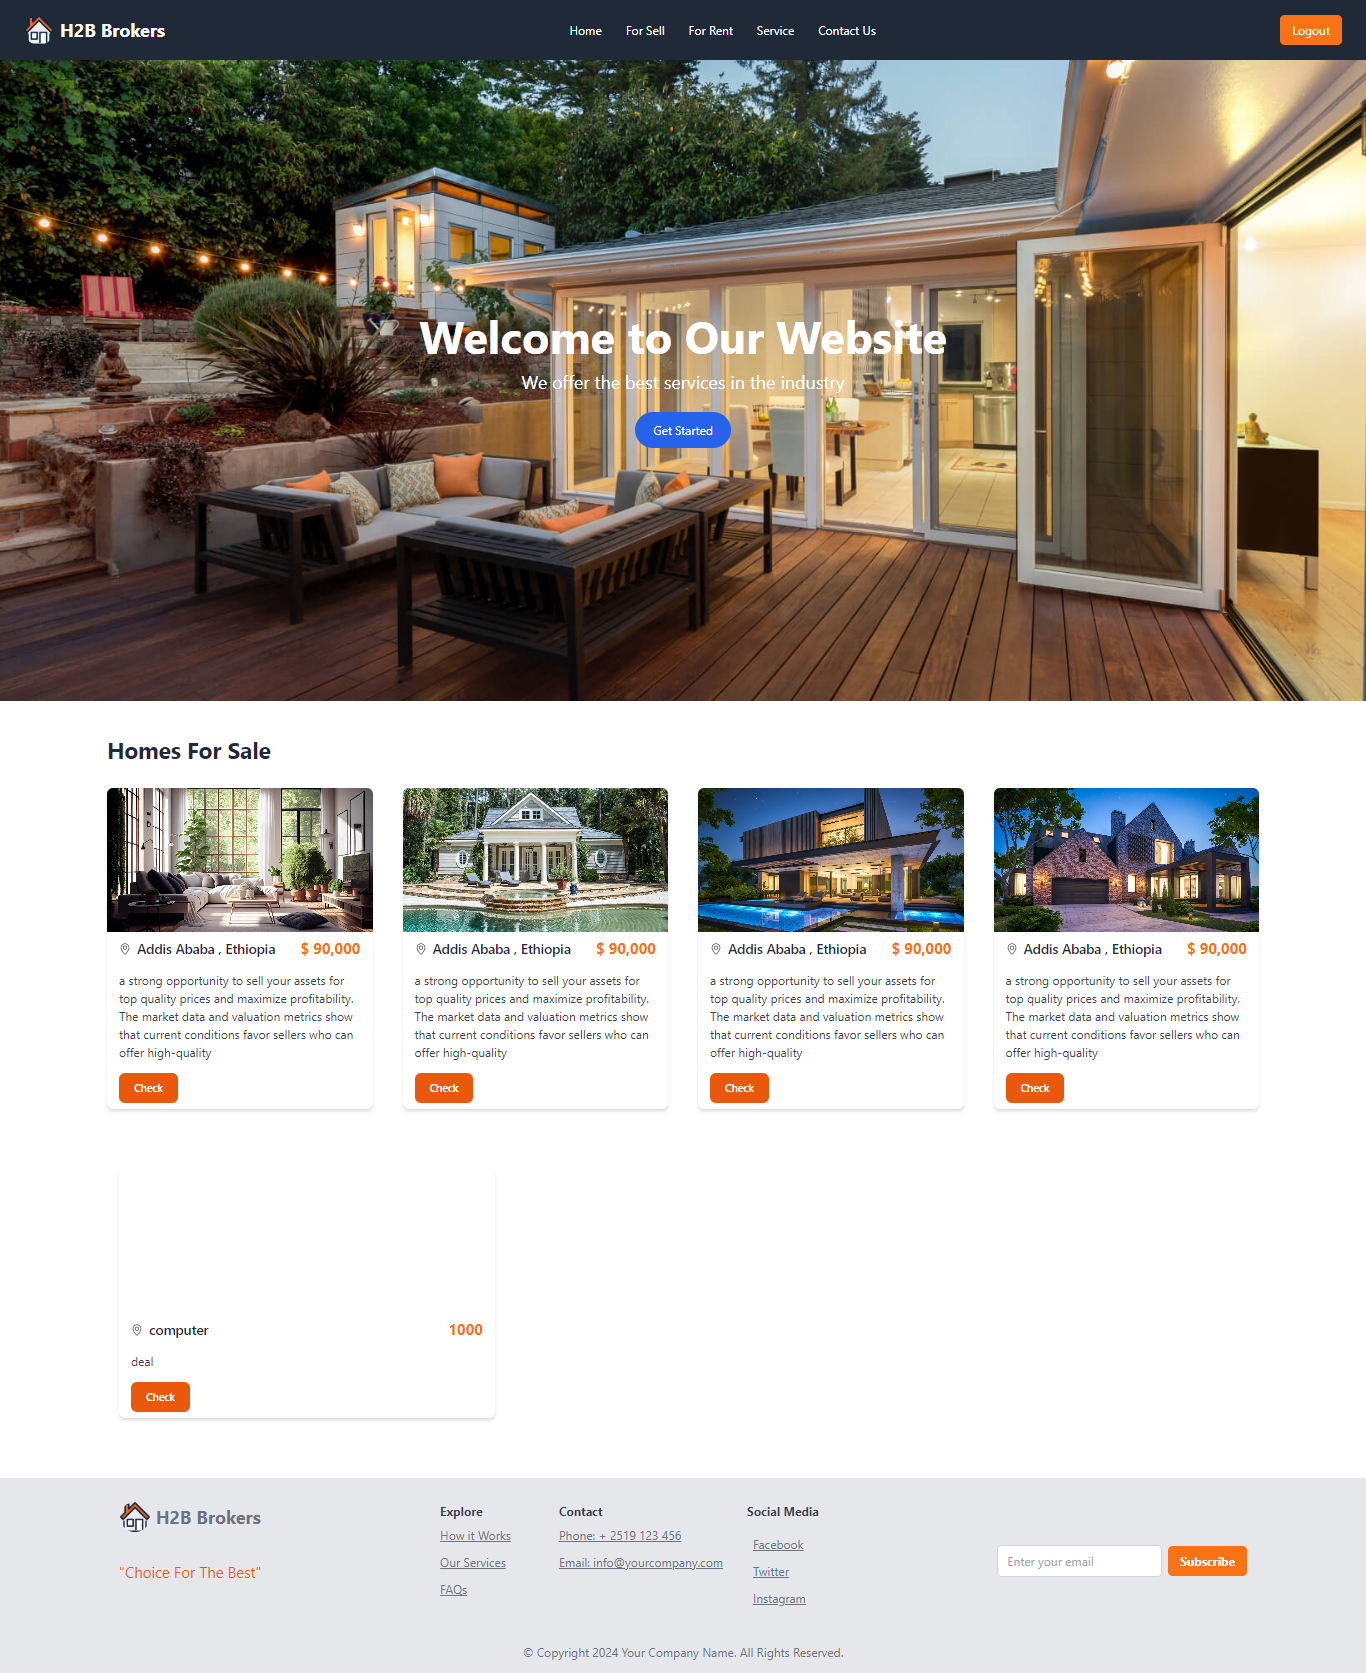 H2B Brokers
Home
For Sell
For Rent
Service
Contact Us
Logout
Welcome to Our Website
We offer the best services in the industry
Get Started
Homes For Sale
Addis Ababa , Ethiopia $ 90,000
a strong opportunity to sell your assets for
top quality prices and maximize profitability.
The market data and valuation metrics show
that current conditions favor sellers who can
offer high-quality
Check
Addis Ababa , Ethiopia $ 90,000
a strong opportunity to sell your assets for
top quality prices and maximize profitability.
The market data and valuation metrics show
that current conditions favor sellers who can
offer high-quality
Check
Addis Ababa , Ethiopia $ 90,000
a strong opportunity to sell your assets for
top quality prices and maximize profitability.
The market data and valuation metrics show
that current conditions favor sellers who can
offer high-quality
Check
Addis Ababa , Ethiopia $ 90,000
a strong opportunity to sell your assets for
top quality prices and maximize profitability.
The market data and valuation metrics show
that current conditions favor sellers who can
offer high-quality
Check
computer 1000
deal
Check
H2B Brokers
"Choice For The Best"
Explore
How it Works
Our Services
FAQs
Contact
Phone: + 2519 123 456
Email: info@yourcompany.com
Social Media
Facebook
Twitter
Instagram
Enter your email
Subscribe
© Copyright 2024 Your Company Name. All Rights Reserved.